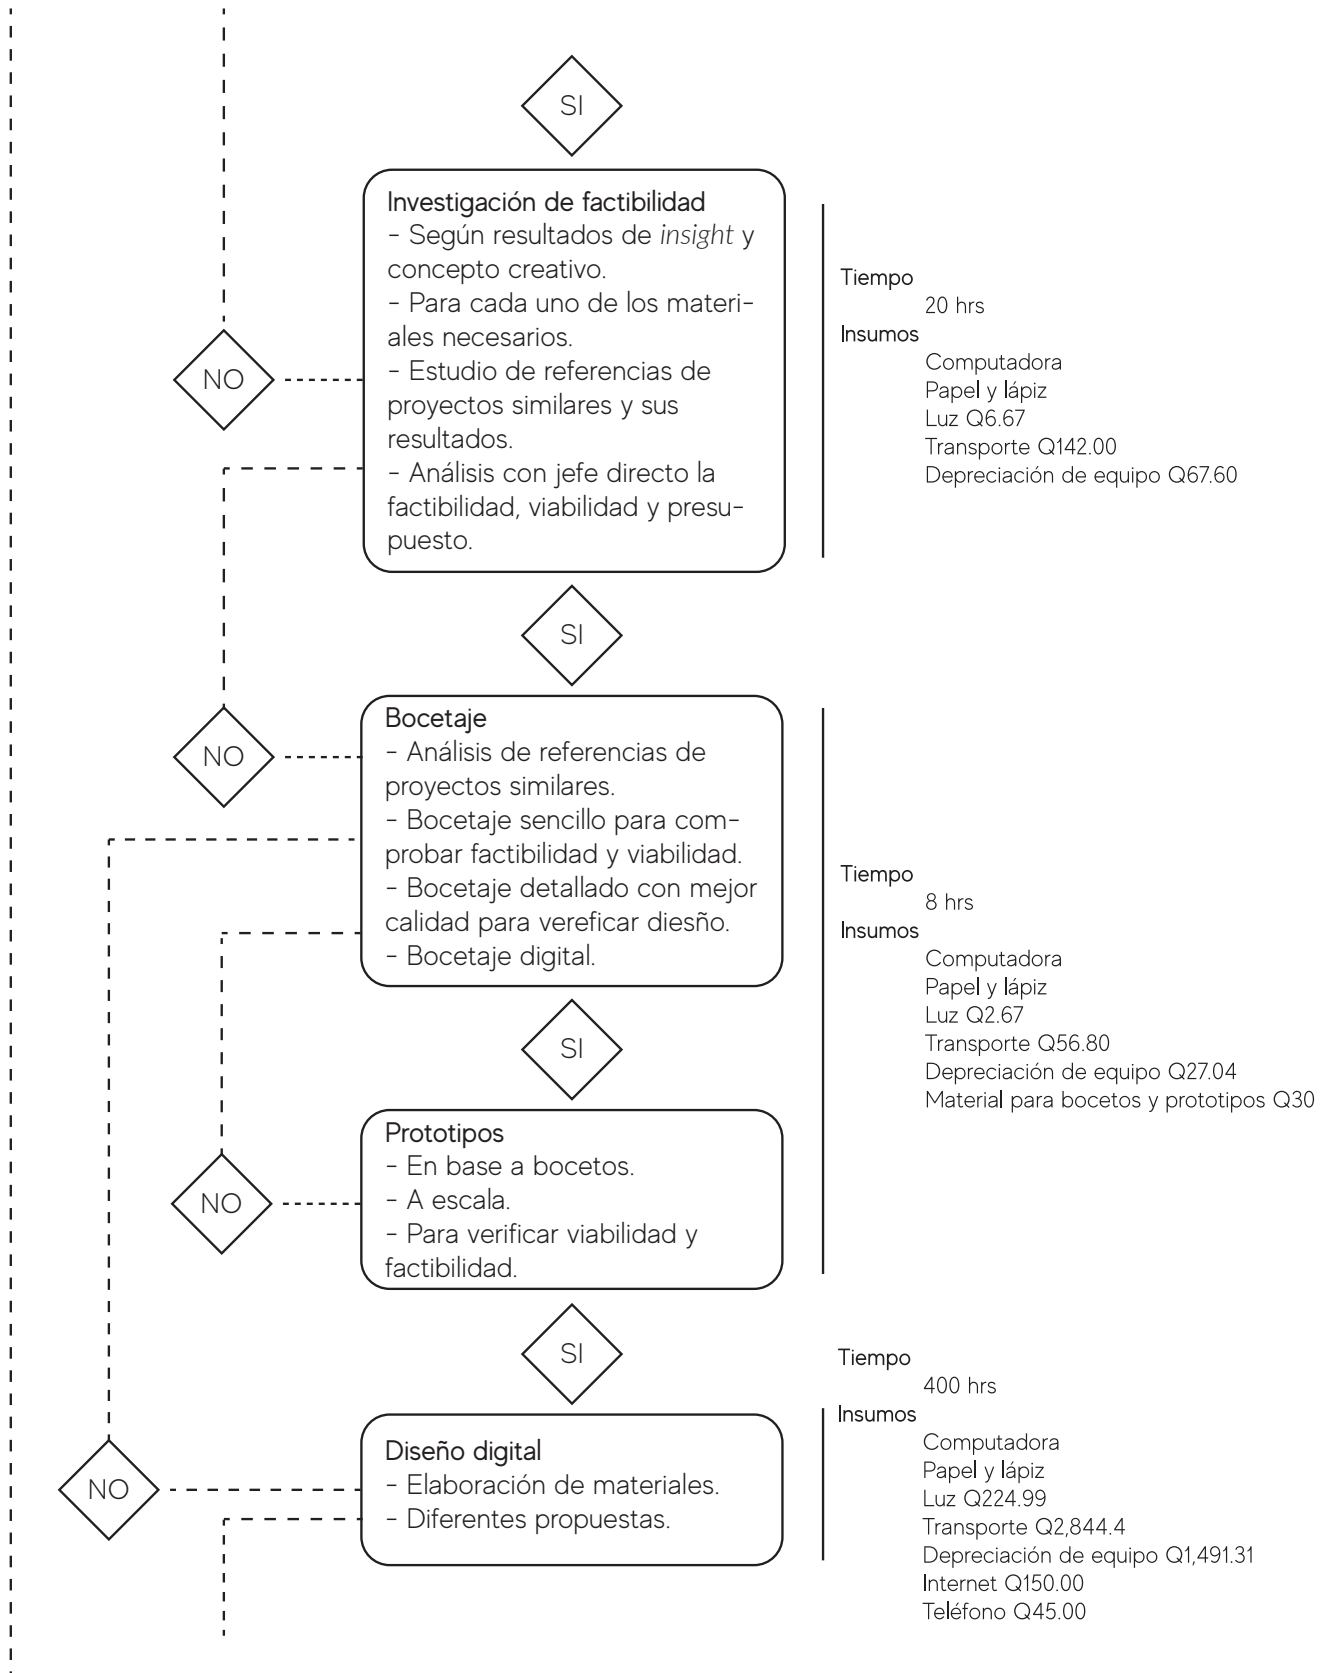 SI
Investigación de factibilidad
- Según resultados de insight y
concepto creativo.
- Para cada uno de los materi-
ales necesarios.
- Estudio de referencias de
proyectos similares y sus
resultados.
- Análisis con jefe directo la
factibilidad, viabilidad y presu-
puesto.
Tiempo
20 hrs
Insumos
Computadora
Papel y lápiz
Luz Q6.67
Transporte Q142.00
Depreciación de equipo Q67.60
NO
SI
Bocetaje
- Análisis de referencias de
proyectos similares.
- Bocetaje sencillo para com-
probar factibilidad y viabilidad.
- Bocetaje detallado con mejor
calidad para vereficar diesño.
- Bocetaje digital.
NO
Tiempo
8 hrs
Insumos
Computadora
Papel y lápiz
Luz Q2.67
Transporte Q56.80
Depreciación de equipo Q27.04
Material para bocetos y prototipos Q30
SI
Prototipos
- En base a bocetos.
- A escala.
- Para verificar viabilidad y
factibilidad.
NO
SI
Diseño digital
- Elaboración de materiales.
- Diferentes propuestas.
NO
Tiempo
400 hrs
Insumos
Computadora
Papel y lápiz
Luz Q224.99
Transporte Q2,844.4
Depreciación de equipo Q1,491.31
Internet Q150.00
Teléfono Q45.00